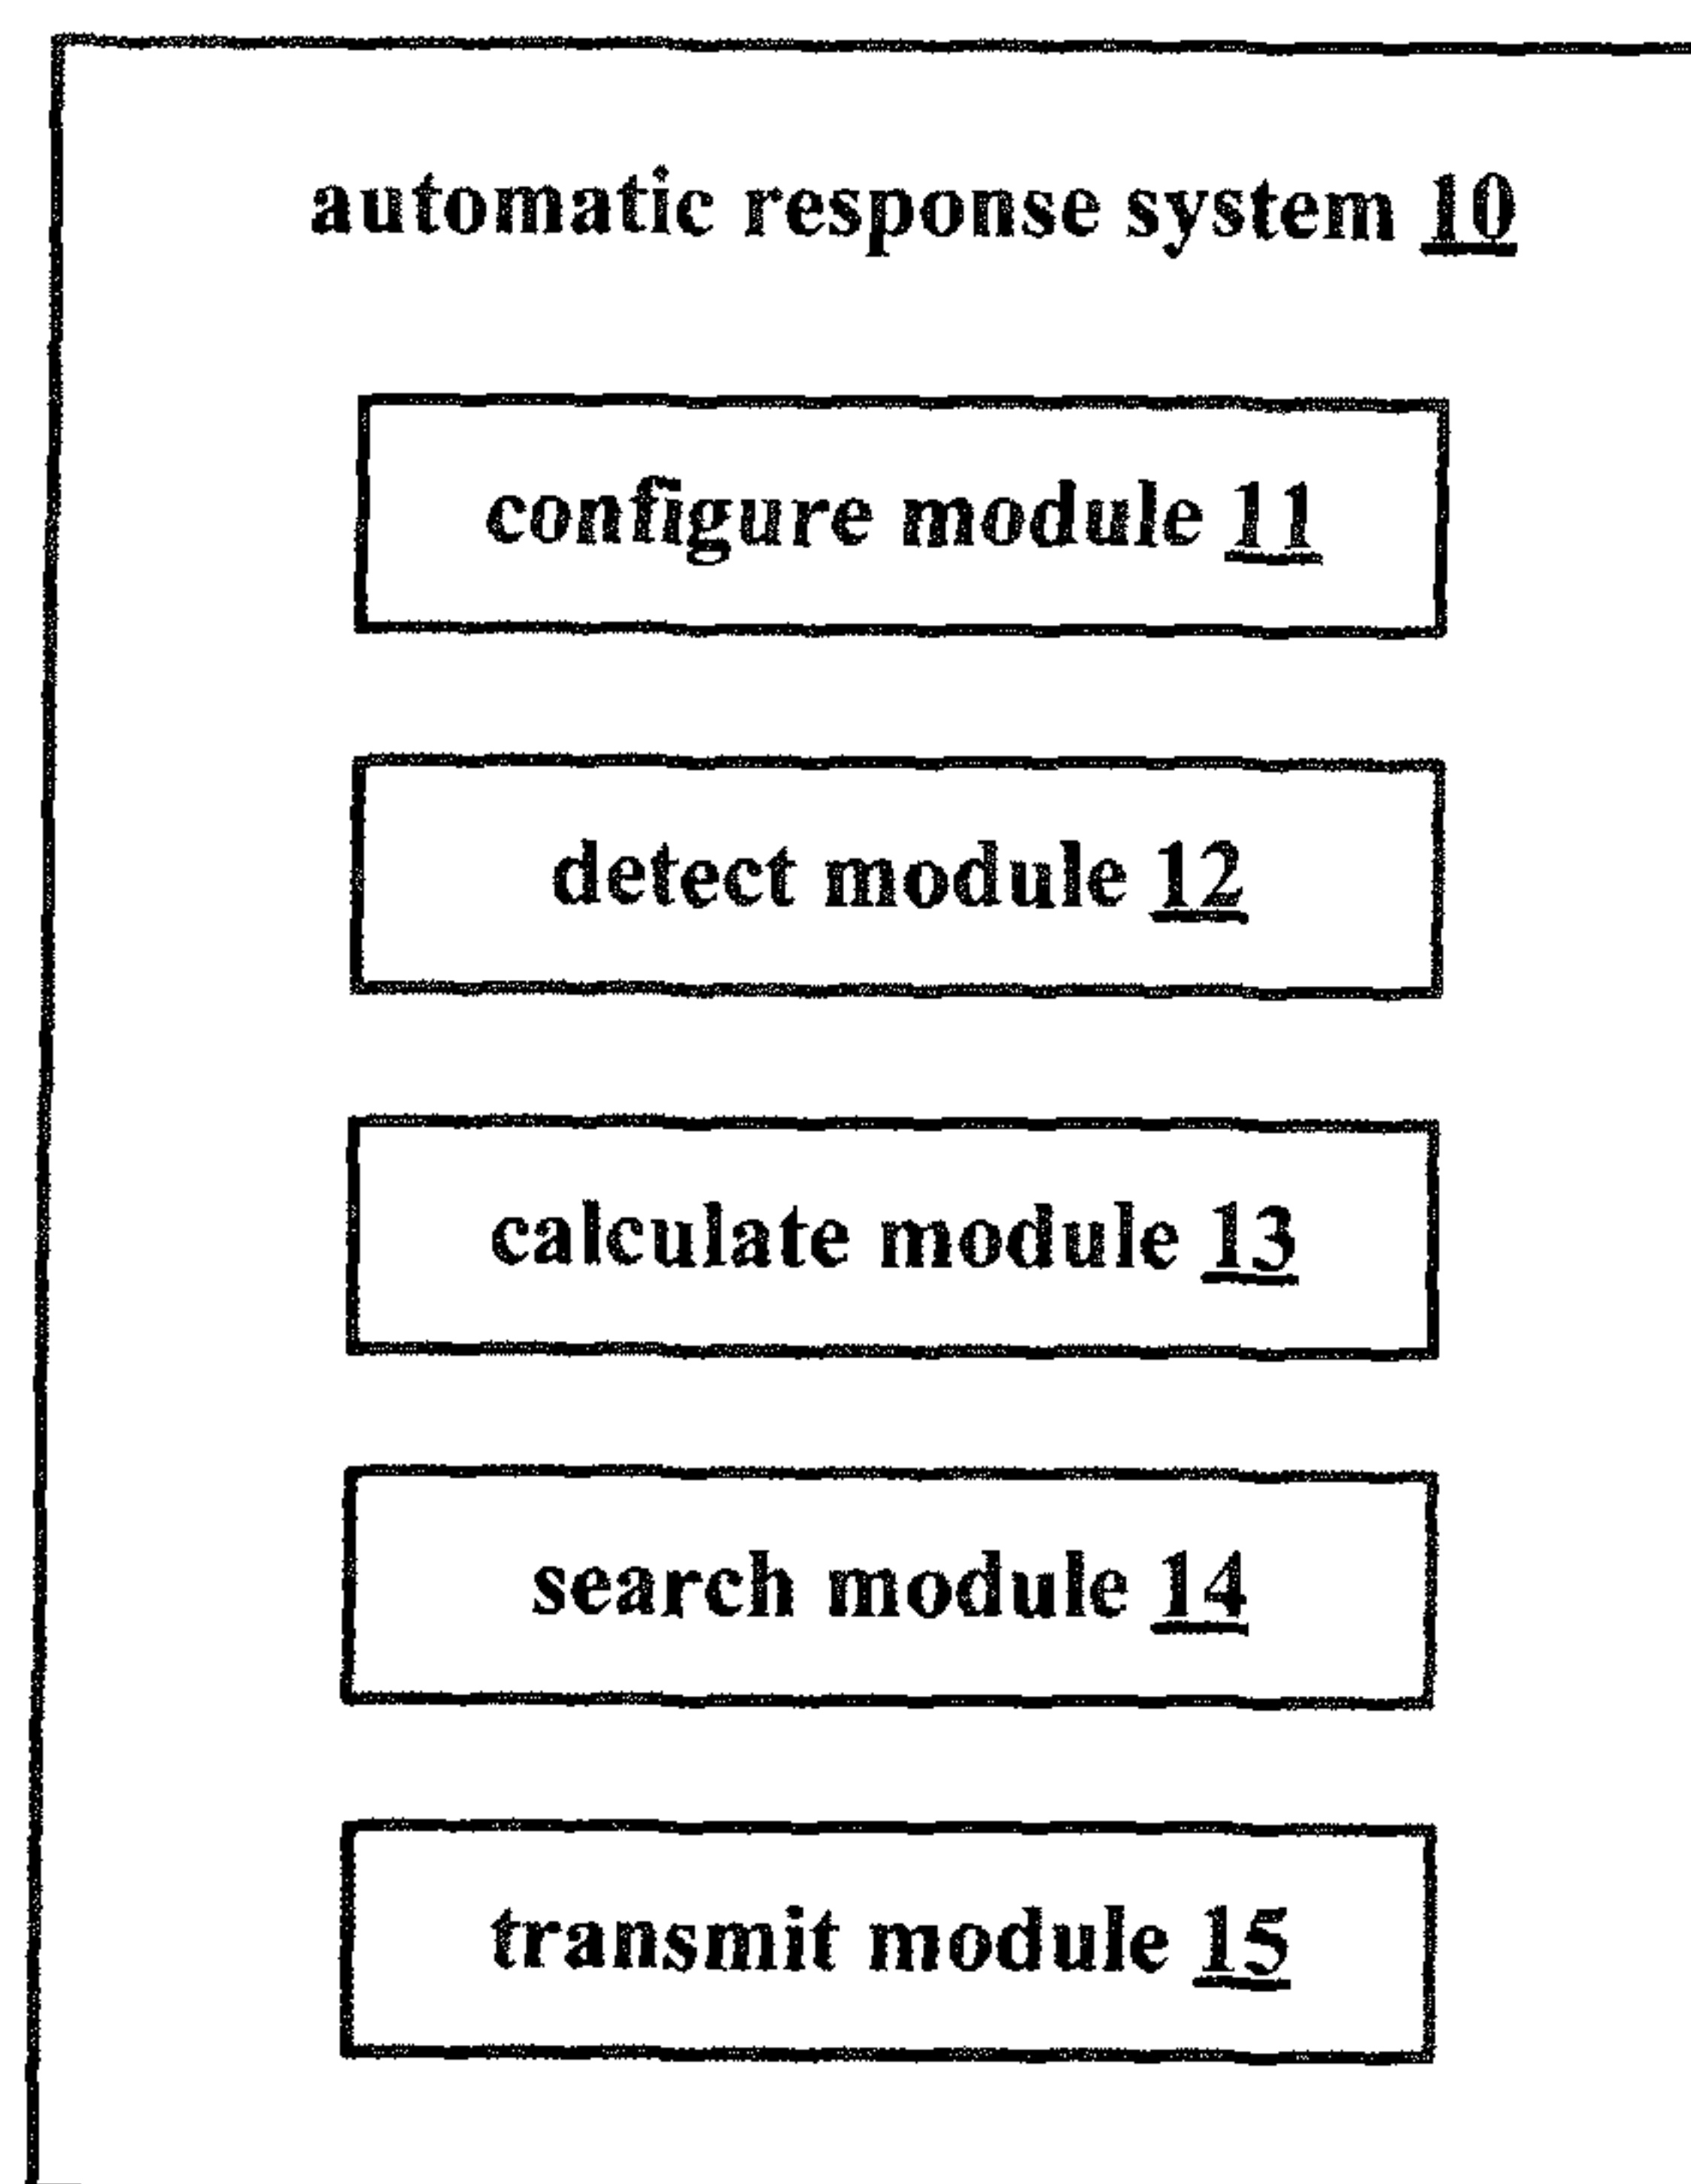 automatic response system 10
configure module 11
detect module 12
calculate module 13
search module 14
transmit module 15